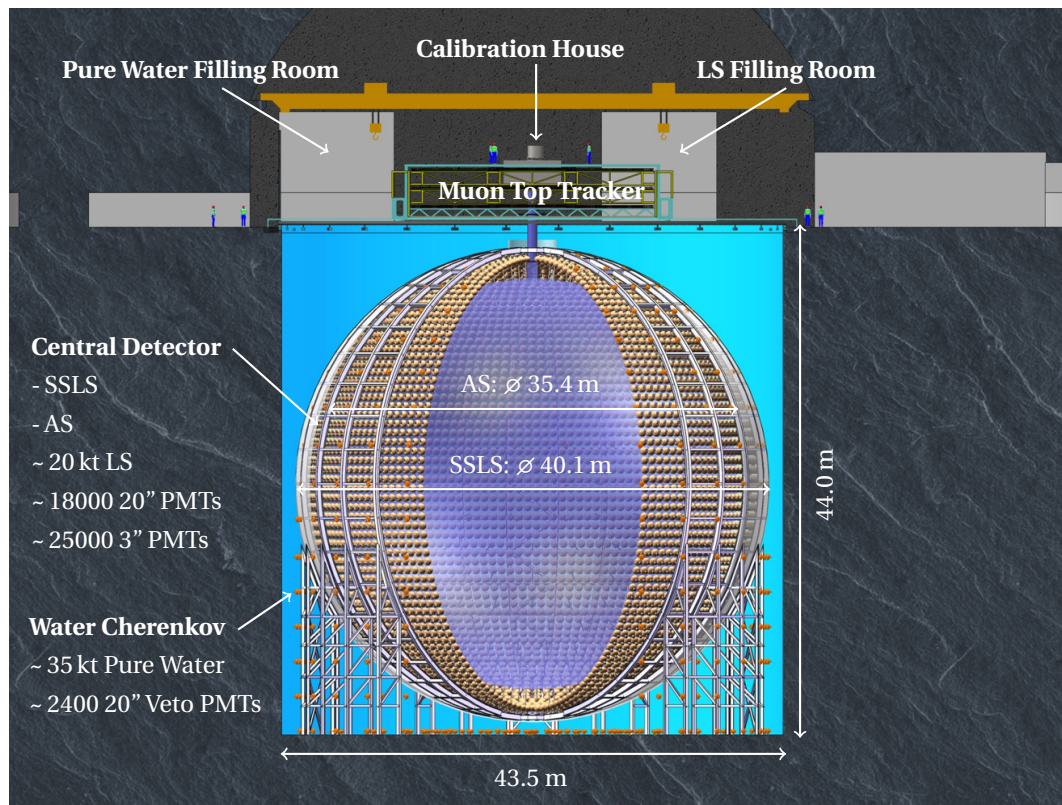 Calibration House
Pure Water Filling Room
LS Filling Room
Muon Top Tracker
Central Detector
- SSLS
- AS
~ 20 kt LS
~ 18000 20” PMTs
~ 25000 3” PMTs
AS: ⌀ 35.4 m
SSLS: ⌀ 40.1 m
44.0 m
Water Cherenkov
~ 35 kt Pure Water
~ 2400 20” Veto PMTs
43.5 m